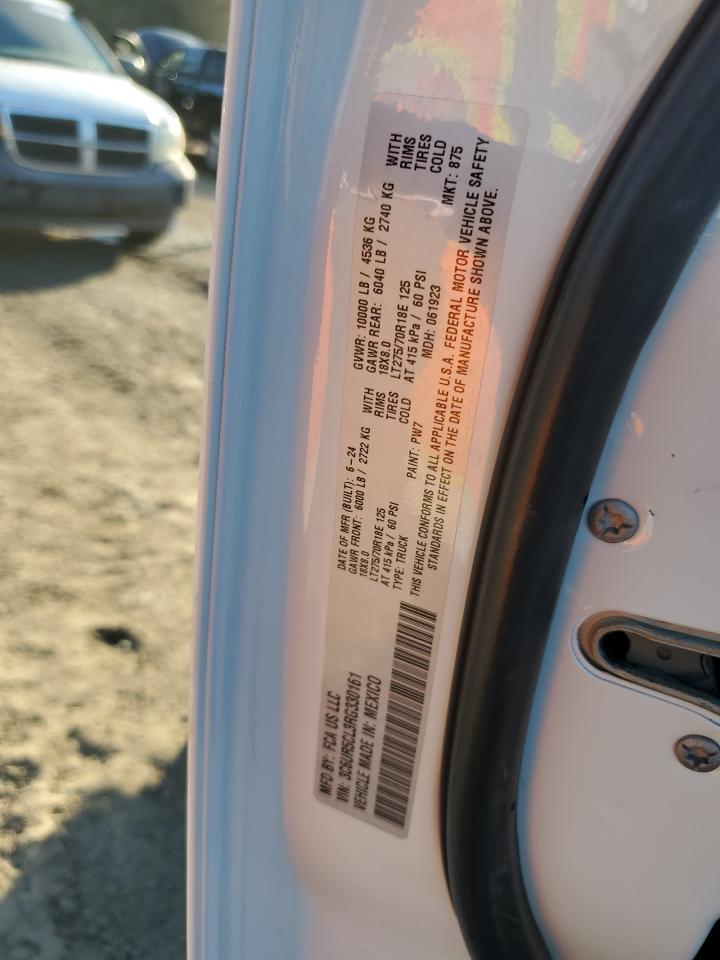 MFD BY: FCA US LLC
VIN: 3C6UR5CL3RG330161
VEHICLE MADE IN: MEXICO
DATE OF MFR (BUILT): 6-24
GAWR FRONT: 6000 LB / 2722 KG WITH
18X8.0 RIMS
LT275/70R18E 125 TIRES
AT 415 kPa / 60 PSI COLD
TYPE: TRUCK
PAINT: PW7
GVWR: 10000 LB / 4536 KG
GAWR REAR: 6040 LB / 2740 KG WITH
18X8.0 RIMS
LT275/70R18E 125 TIRES
AT 415 kPa / 60 PSI COLD
MDH: 061923 MKT: 875
THIS VEHICLE CONFORMS TO ALL APPLICABLE U.S.A. FEDERAL MOTOR VEHICLE SAFETY
STANDARDS IN EFFECT ON THE DATE OF MANUFACTURE SHOWN ABOVE.